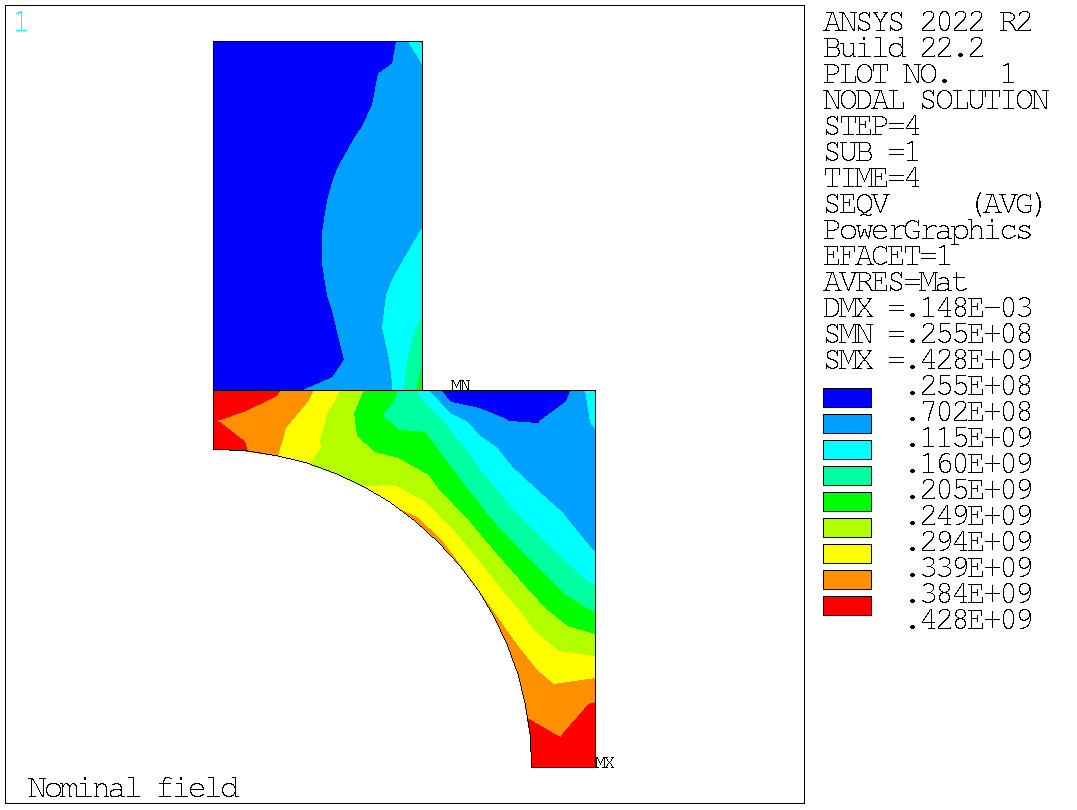 1
ANSYS 2022 R2
Build 22.2
PLOT NO.   1
NODAL SOLUTION
STEP=4
SUB =1
TIME=4
SEQV     (AVG)
PowerGraphics
EFACET=1
AVRES=Mat
DMX =.148E-03
SMN =.255E+08
SMX =.428E+09
.255E+08
.702E+08
.115E+09
.160E+09
.205E+09
.249E+09
.294E+09
.339E+09
.384E+09
.428E+09
MN
MX
Nominal field